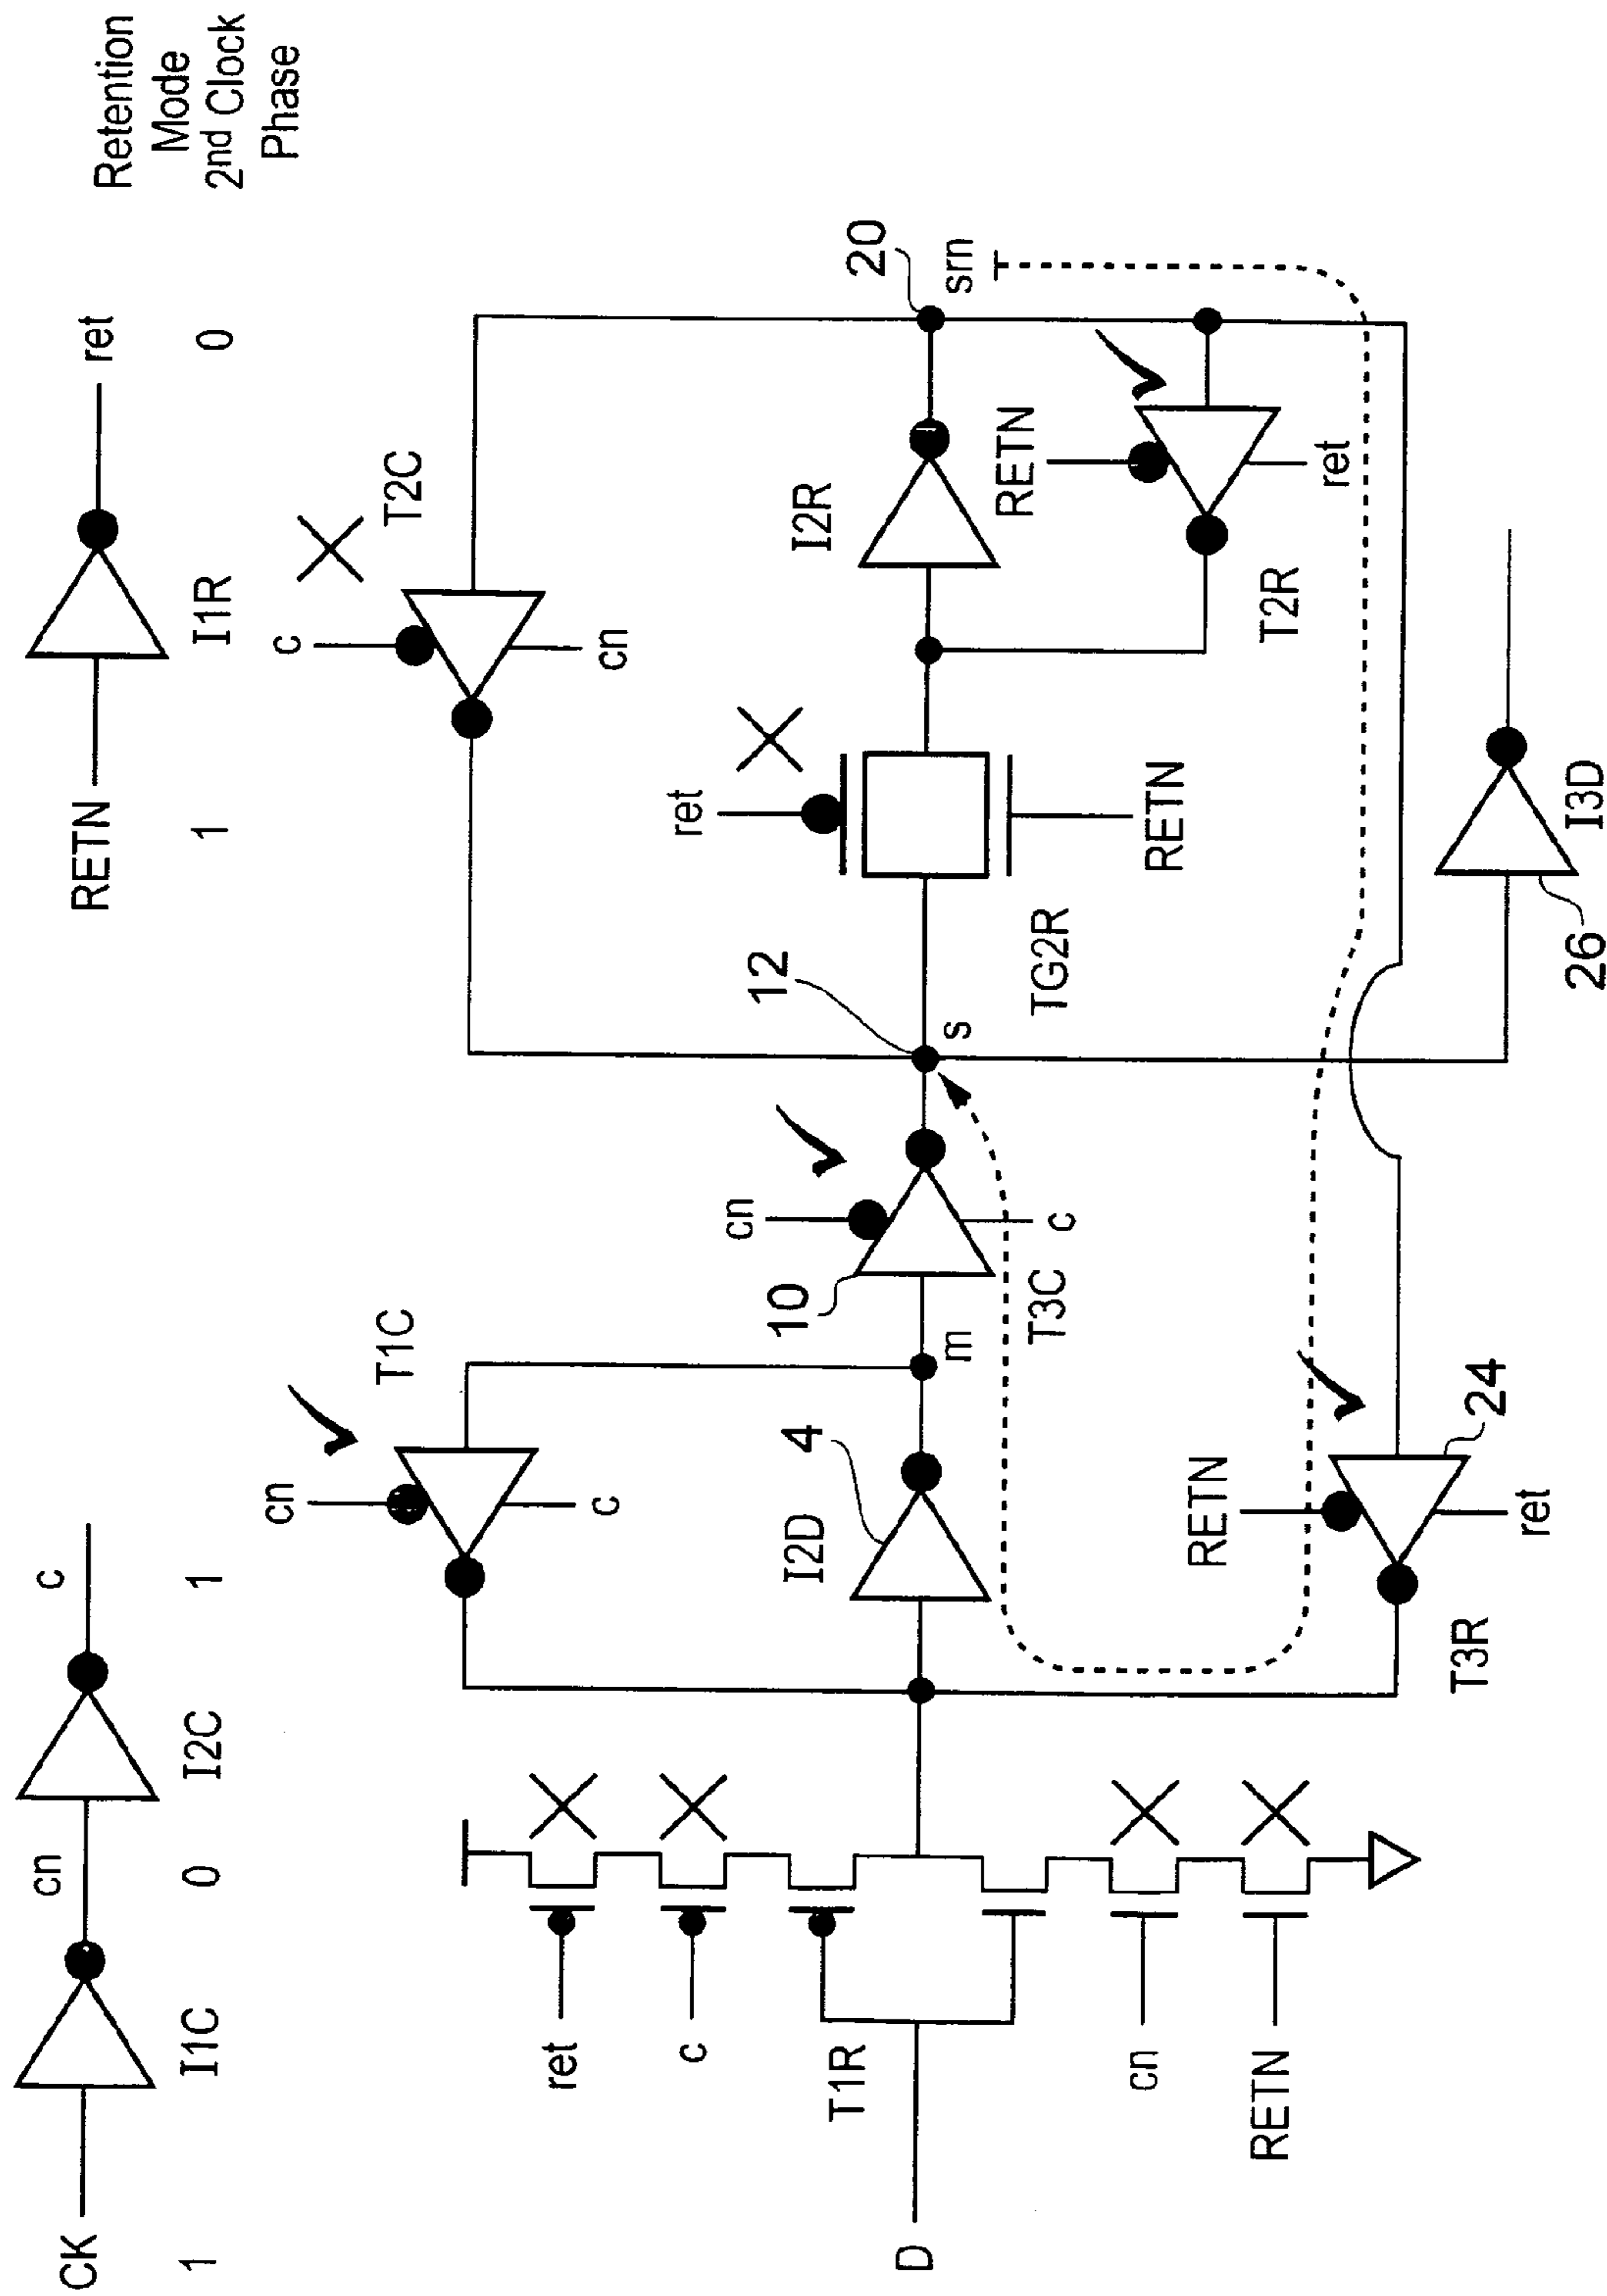 CK
I1C
cn
I2C
c
1
0
1
RETN
I1R
ret
1
0
Retention
Mode
2nd Clock
Phase
cn
T1C
c
c
T2C
cn
ret
c
T1R
D
cn
RETN
I2D
4
m
10
cn
c
T3C
12
s
ret
TG2R
RETN
I2R
20
srn
RETN
T2R
ret
RETN
T3R
ret
24
26
I3D